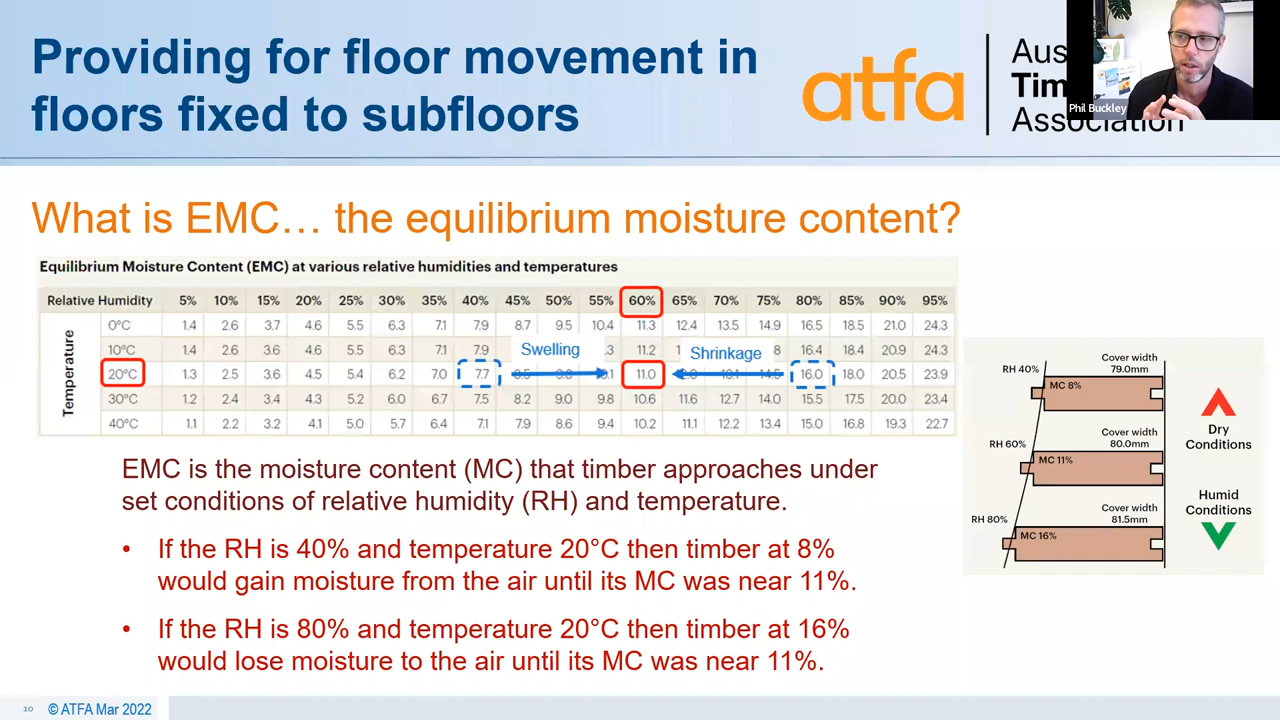 Providing for floor movement in
floors fixed to subfloors
atfa
Aus
Tim
Association
Phil Buckley
What is EMC… the equilibrium moisture content?
Equilibrium Moisture Content (EMC) at various relative humidities and temperatures
Relative Humidity 5% 10% 15% 20% 25% 30% 35% 40% 45% 50% 55% 60% 65% 70% 75% 80% 85% 90% 95%
Temperature
0°C 1.4 2.6 3.7 4.6 5.5 6.3 7.1 7.9 8.7 9.5 10.4 11.3 12.4 13.5 14.9 16.5 18.5 21.0 24.3
10°C 1.4 2.6 3.6 4.6 5.5 6.3 7.1 7.9 Swelling .3 11.2 1 Shrinkage 8 16.4 18.4 20.9 24.3
20°C 1.3 2.5 3.6 4.5 5.4 6.2 7.0 7.7 11.0 16.0 18.0 20.5 23.9
30°C 1.2 2.4 3.4 4.3 5.2 6.0 6.7 7.5 8.2 9.0 9.8 10.6 11.6 12.7 14.0 15.5 17.5 20.0 23.4
40°C 1.1 2.2 3.2 4.1 5.0 5.7 6.4 7.1 7.9 8.6 9.4 10.2 11.1 12.2 13.4 15.0 16.8 19.3 22.7
Cover width
79.0mm
RH 40%
MC 8%
Dry
Conditions
Cover width
80.0mm
RH 60%
MC 11%
Humid
Conditions
Cover width
81.5mm
RH 80%
MC 16%
EMC is the moisture content (MC) that timber approaches under
set conditions of relative humidity (RH) and temperature.
• If the RH is 40% and temperature 20°C then timber at 8%
would gain moisture from the air until its MC was near 11%.
• If the RH is 80% and temperature 20°C then timber at 16%
would lose moisture to the air until its MC was near 11%.
10 © ATFA Mar 2022